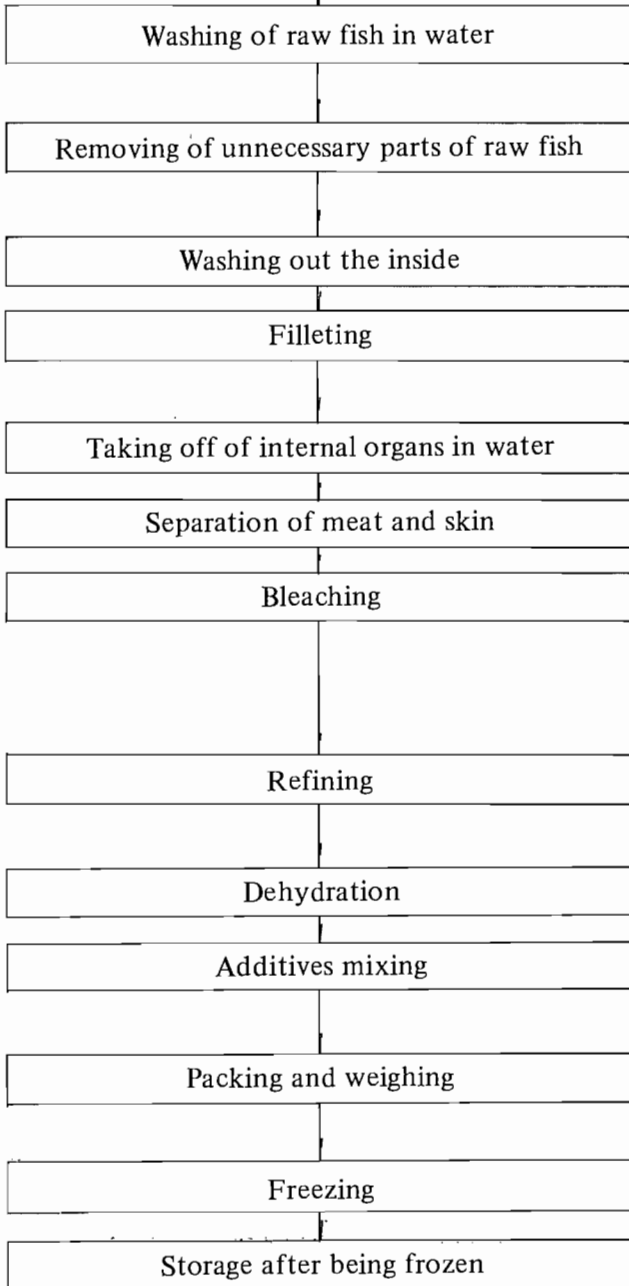 Washing of raw fish in water
Removing of unnecessary parts of raw fish
Washing out the inside
Filleting
Taking off of internal organs in water
Separation of meat and skin
Bleaching
Refining
Dehydration
Additives mixing
Packing and weighing
Freezing
Storage after being frozen